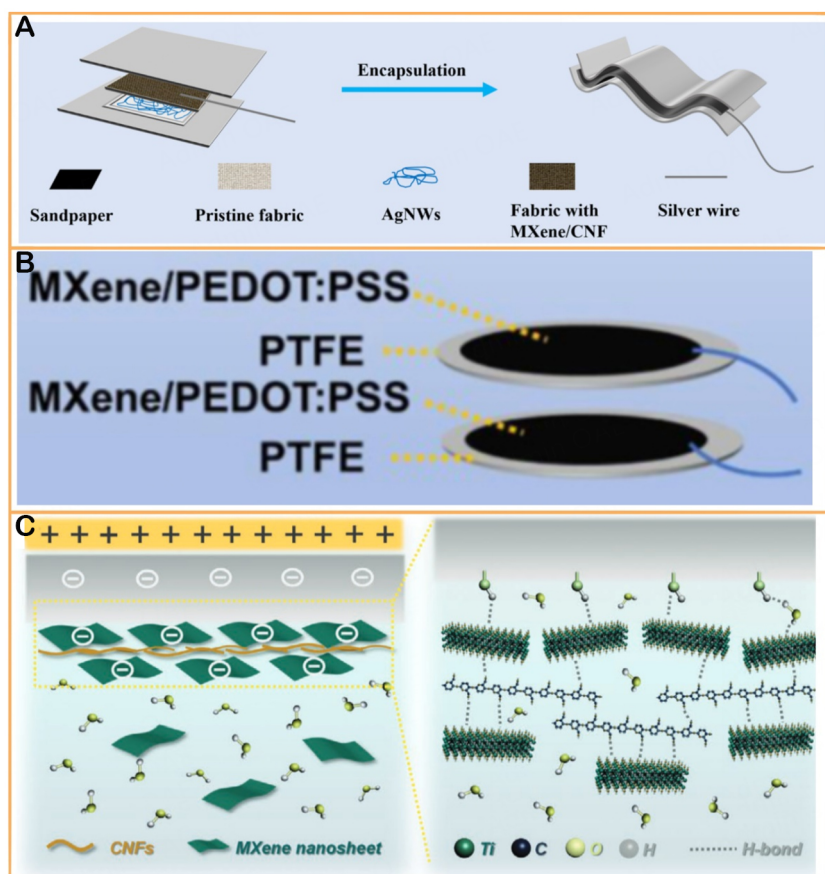 A
Encapsulation
Sandpaper
Pristine fabric
AgNWs
Fabric with
MXene/CNF
Silver wire
B
MXene/PEDOT:PSS
PTFE
MXene/PEDOT:PSS
PTFE
C
+ + + + + + + + + + + +
CNFs
MXene nanosheet
Ti
C
O
H
H-bond